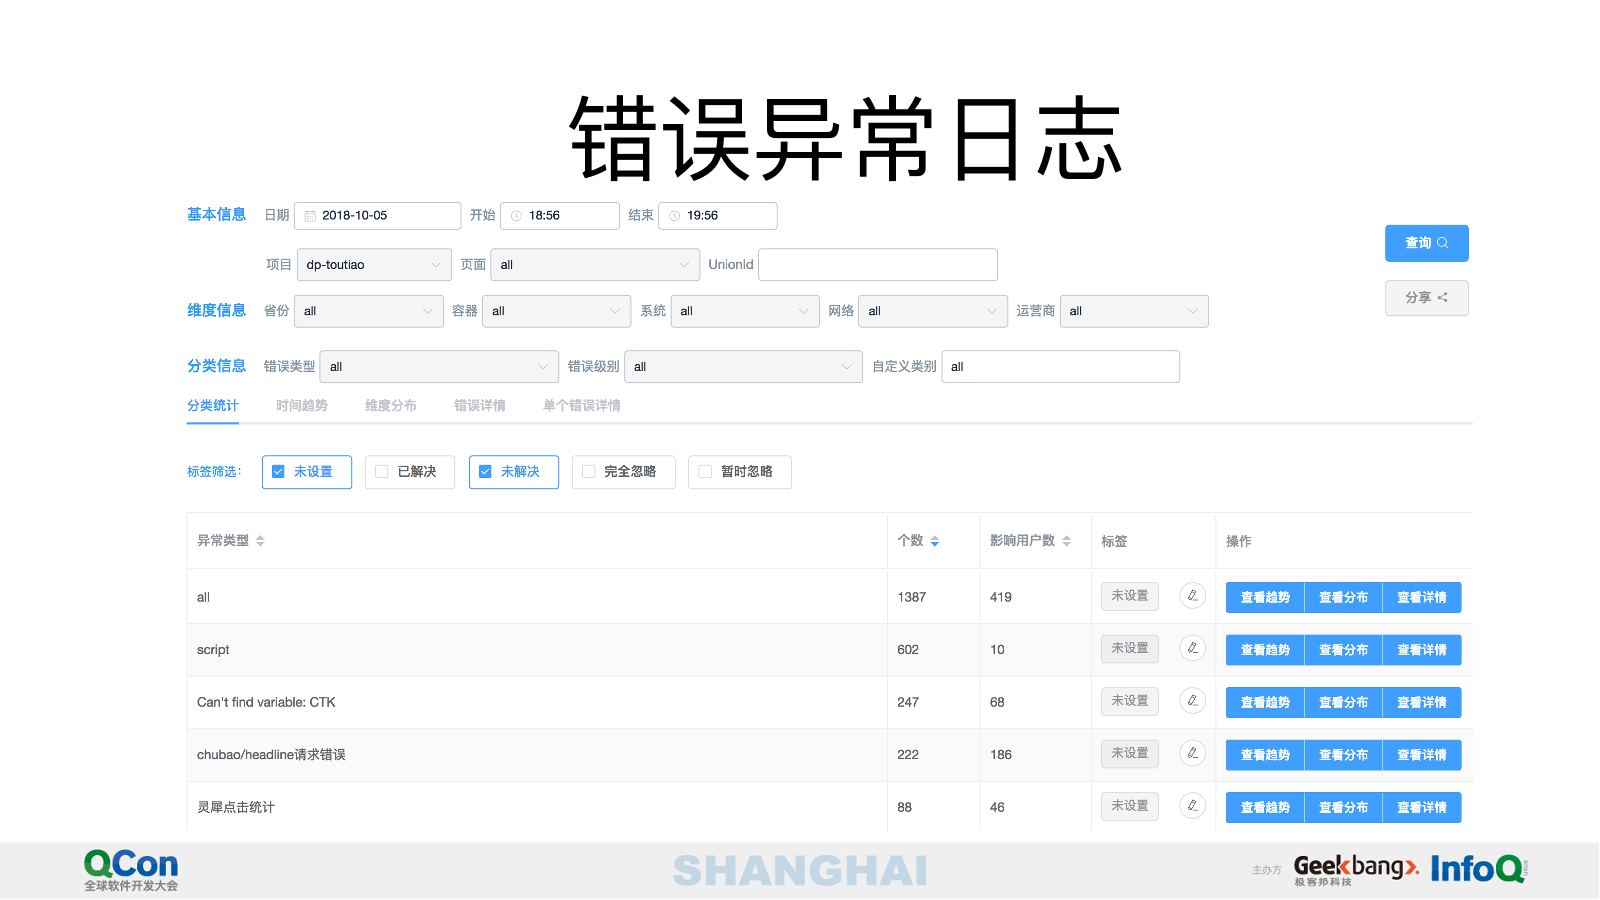 错误异常日志
基本信息 日期 2018-10-05 开始 18:56 结束 19:56
查询
项目 dp-toutiao 页面 all UnionId
分享
维度信息 省份 all 容器 all 系统 all 网络 all 运营商 all
分类信息 错误类型 all 错误级别 all 自定义类别 all
分类统计 时间趋势 维度分布 错误详情 单个错误详情
标签筛选: 未设置 已解决 未解决 完全忽略 暂时忽略
异常类型 个数 影响用户数 标签 操作
all 1387 419 未设置 查看趋势 查看分布 查看详情
script 602 10 未设置 查看趋势 查看分布 查看详情
Can't find variable: CTK 247 68 未设置 查看趋势 查看分布 查看详情
chubao/headline请求错误 222 186 未设置 查看趋势 查看分布 查看详情
灵犀点击统计 88 46 未设置 查看趋势 查看分布 查看详情
QCon
全球软件开发大会
SHANGHAI
主办方 Geekbang>. InfoQ
极客邦科技